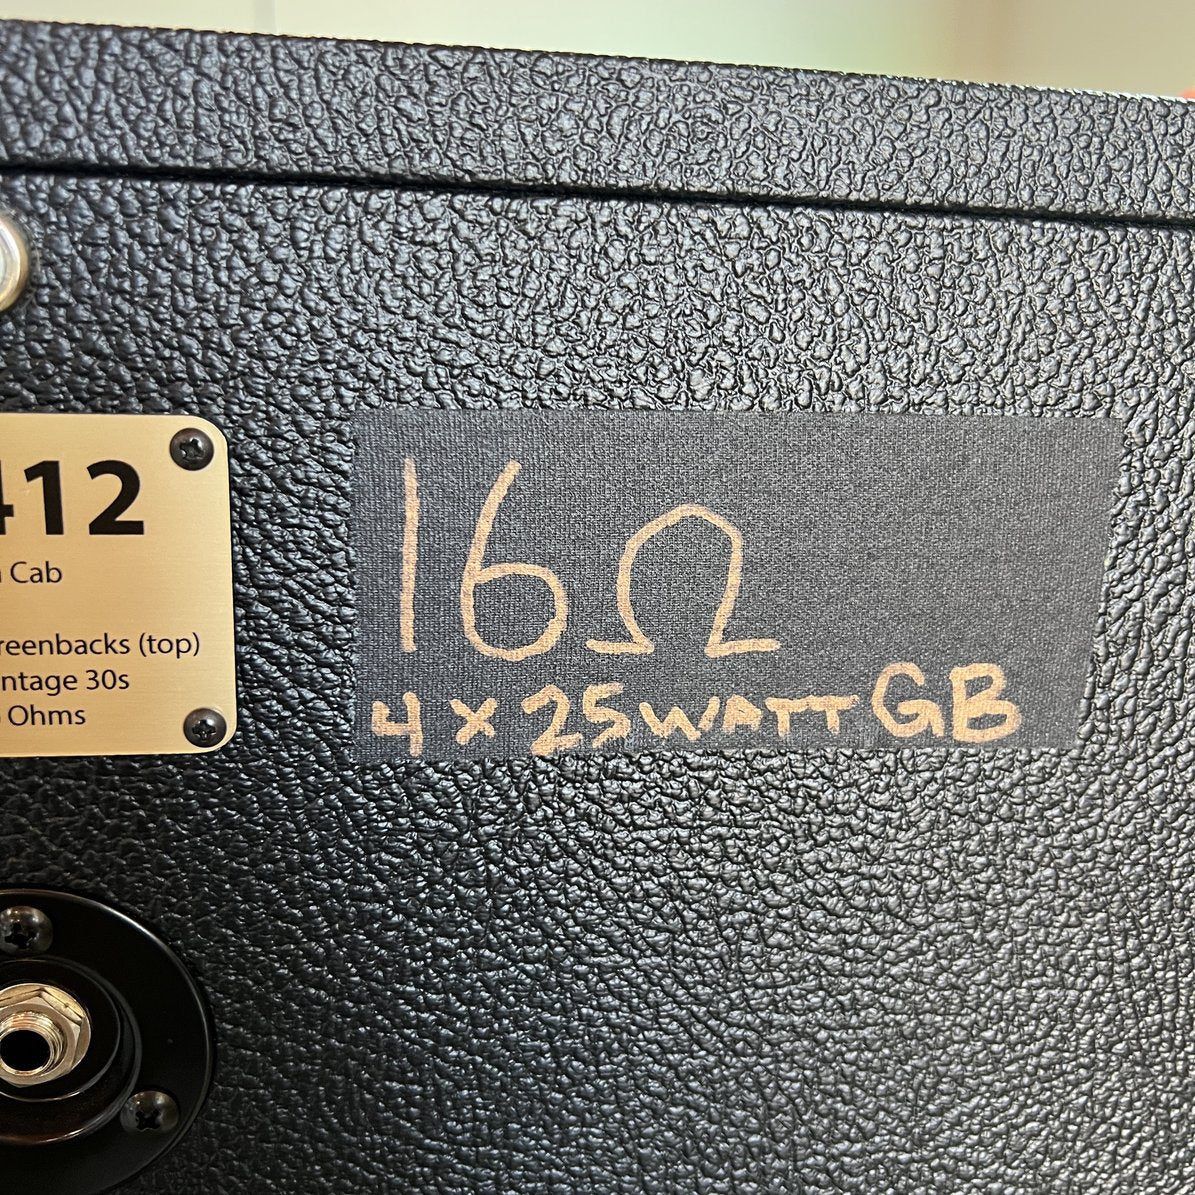 412
Cab
reenbacks (top)
ntage 30s
Ohms
16Ω
4 x 25 WATT GB